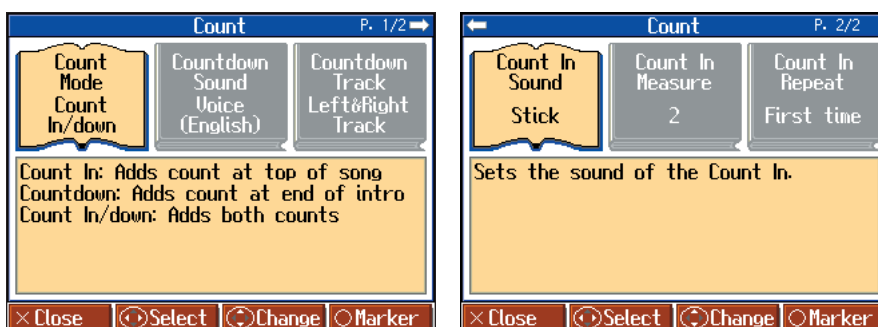 Count P. 1/2
Count Mode
Count In/down
Countdown Sound
Voice (English)
Countdown Track
Left&Right Track
Count In: Adds count at top of song
Countdown: Adds count at end of intro
Count In/down: Adds both counts
×Close Select Change ○Marker
Count P. 2/2
Count In Sound
Stick
Count In Measure
2
Count In Repeat
First time
Sets the sound of the Count In.
×Close Select Change ○Marker